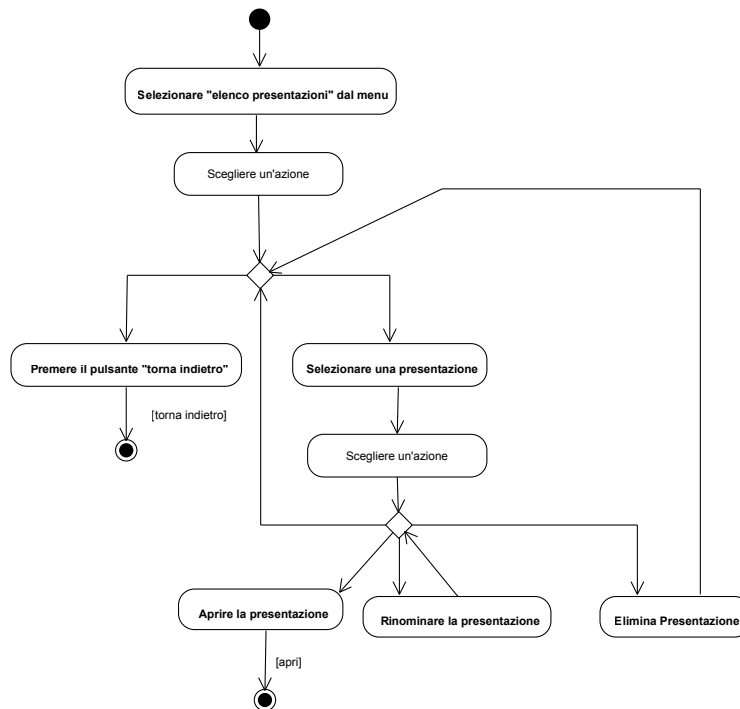 Selezionare "elenco presentazioni" dal menu
Scegliere un'azione
Premere il pulsante "torna indietro"
Selezionare una presentazione
[torna indietro]
Scegliere un'azione
Aprire la presentazione
Rinominare la presentazione
Elimina Presentazione
[apri]